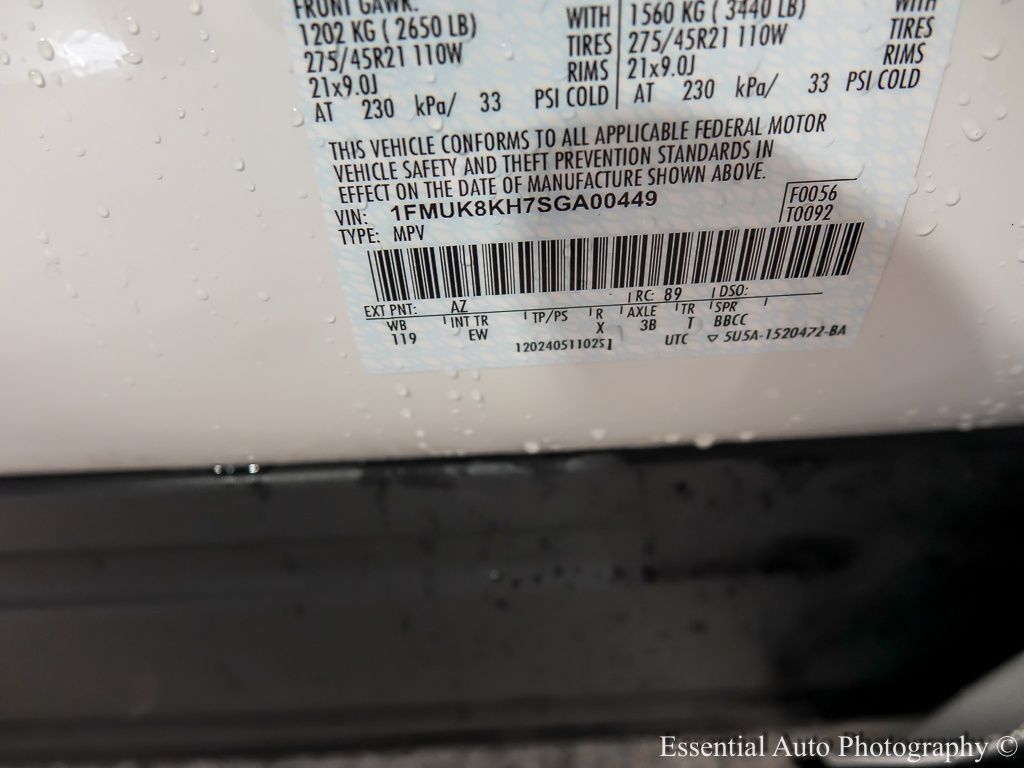 FRONT GAWR:
1202 KG ( 2650 LB) WITH 1560 KG ( 3440 LB) WITH
275/45R21 110W TIRES 275/45R21 110W TIRES
21x9.0J RIMS 21x9.0J RIMS
AT 230 kPa/ 33 PSI COLD AT 230 kPa/ 33 PSI COLD
THIS VEHICLE CONFORMS TO ALL APPLICABLE FEDERAL MOTOR
VEHICLE SAFETY AND THEFT PREVENTION STANDARDS IN
EFFECT ON THE DATE OF MANUFACTURE SHOWN ABOVE.
VIN: 1FMUK8KH7SGA00449 F0056
TYPE: MPV T0092
EXT PNT: AZ RC: 89 DSO:
WB INT TR TP/PS R AXLE TR SPR
119 EW X 3B T BBCC
120240511025 UTC ▽ 5U5A-1520472-BA
Essential Auto Photography ©